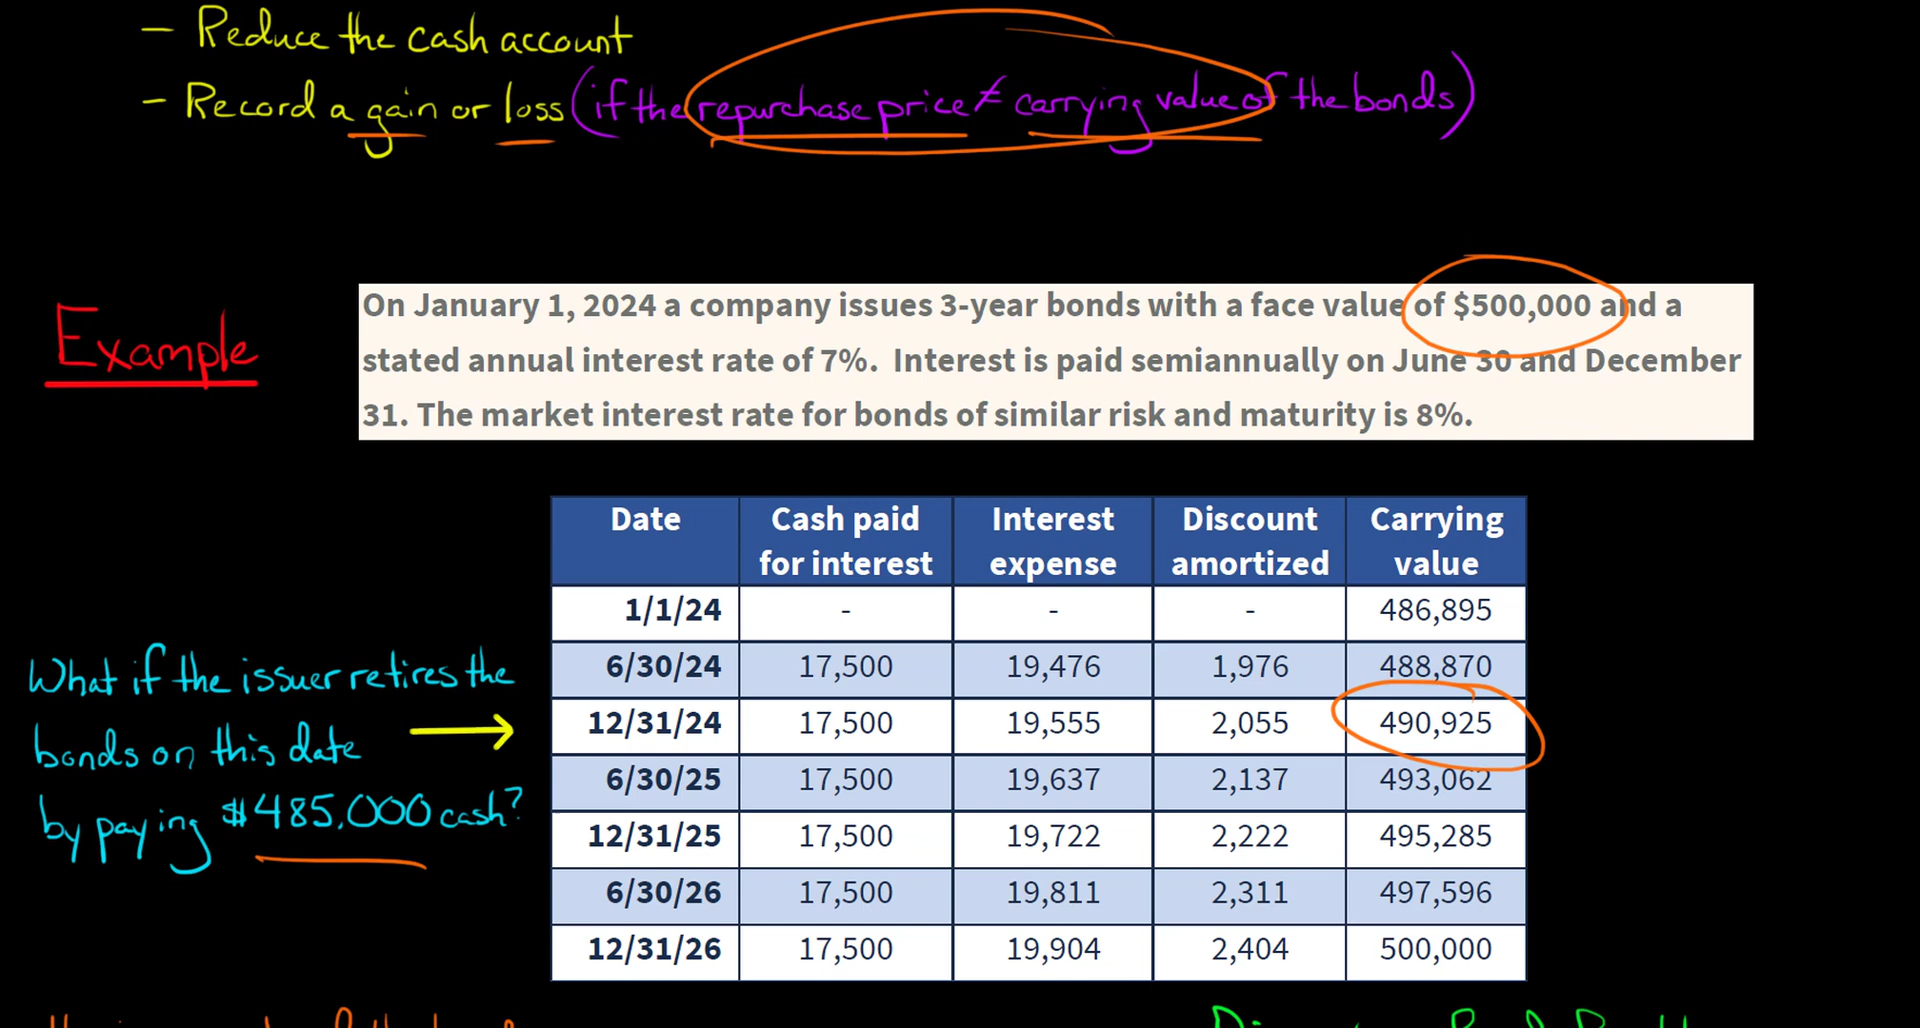 - Reduce the cash account
- Record a gain or loss (if the repurchase price ≠ carrying value of the bonds)
Example
On January 1, 2024 a company issues 3-year bonds with a face value of $500,000 and a
stated annual interest rate of 7%. Interest is paid semiannually on June 30 and December
31. The market interest rate for bonds of similar risk and maturity is 8%.
Date Cash paid for interest Interest expense Discount amortized Carrying value
1/1/24 - - - 486,895
6/30/24 17,500 19,476 1,976 488,870
12/31/24 17,500 19,555 2,055 490,925
6/30/25 17,500 19,637 2,137 493,062
12/31/25 17,500 19,722 2,222 495,285
6/30/26 17,500 19,811 2,311 497,596
12/31/26 17,500 19,904 2,404 500,000
What if the issuer retires the
bonds on this date
by paying $485,000 cash?